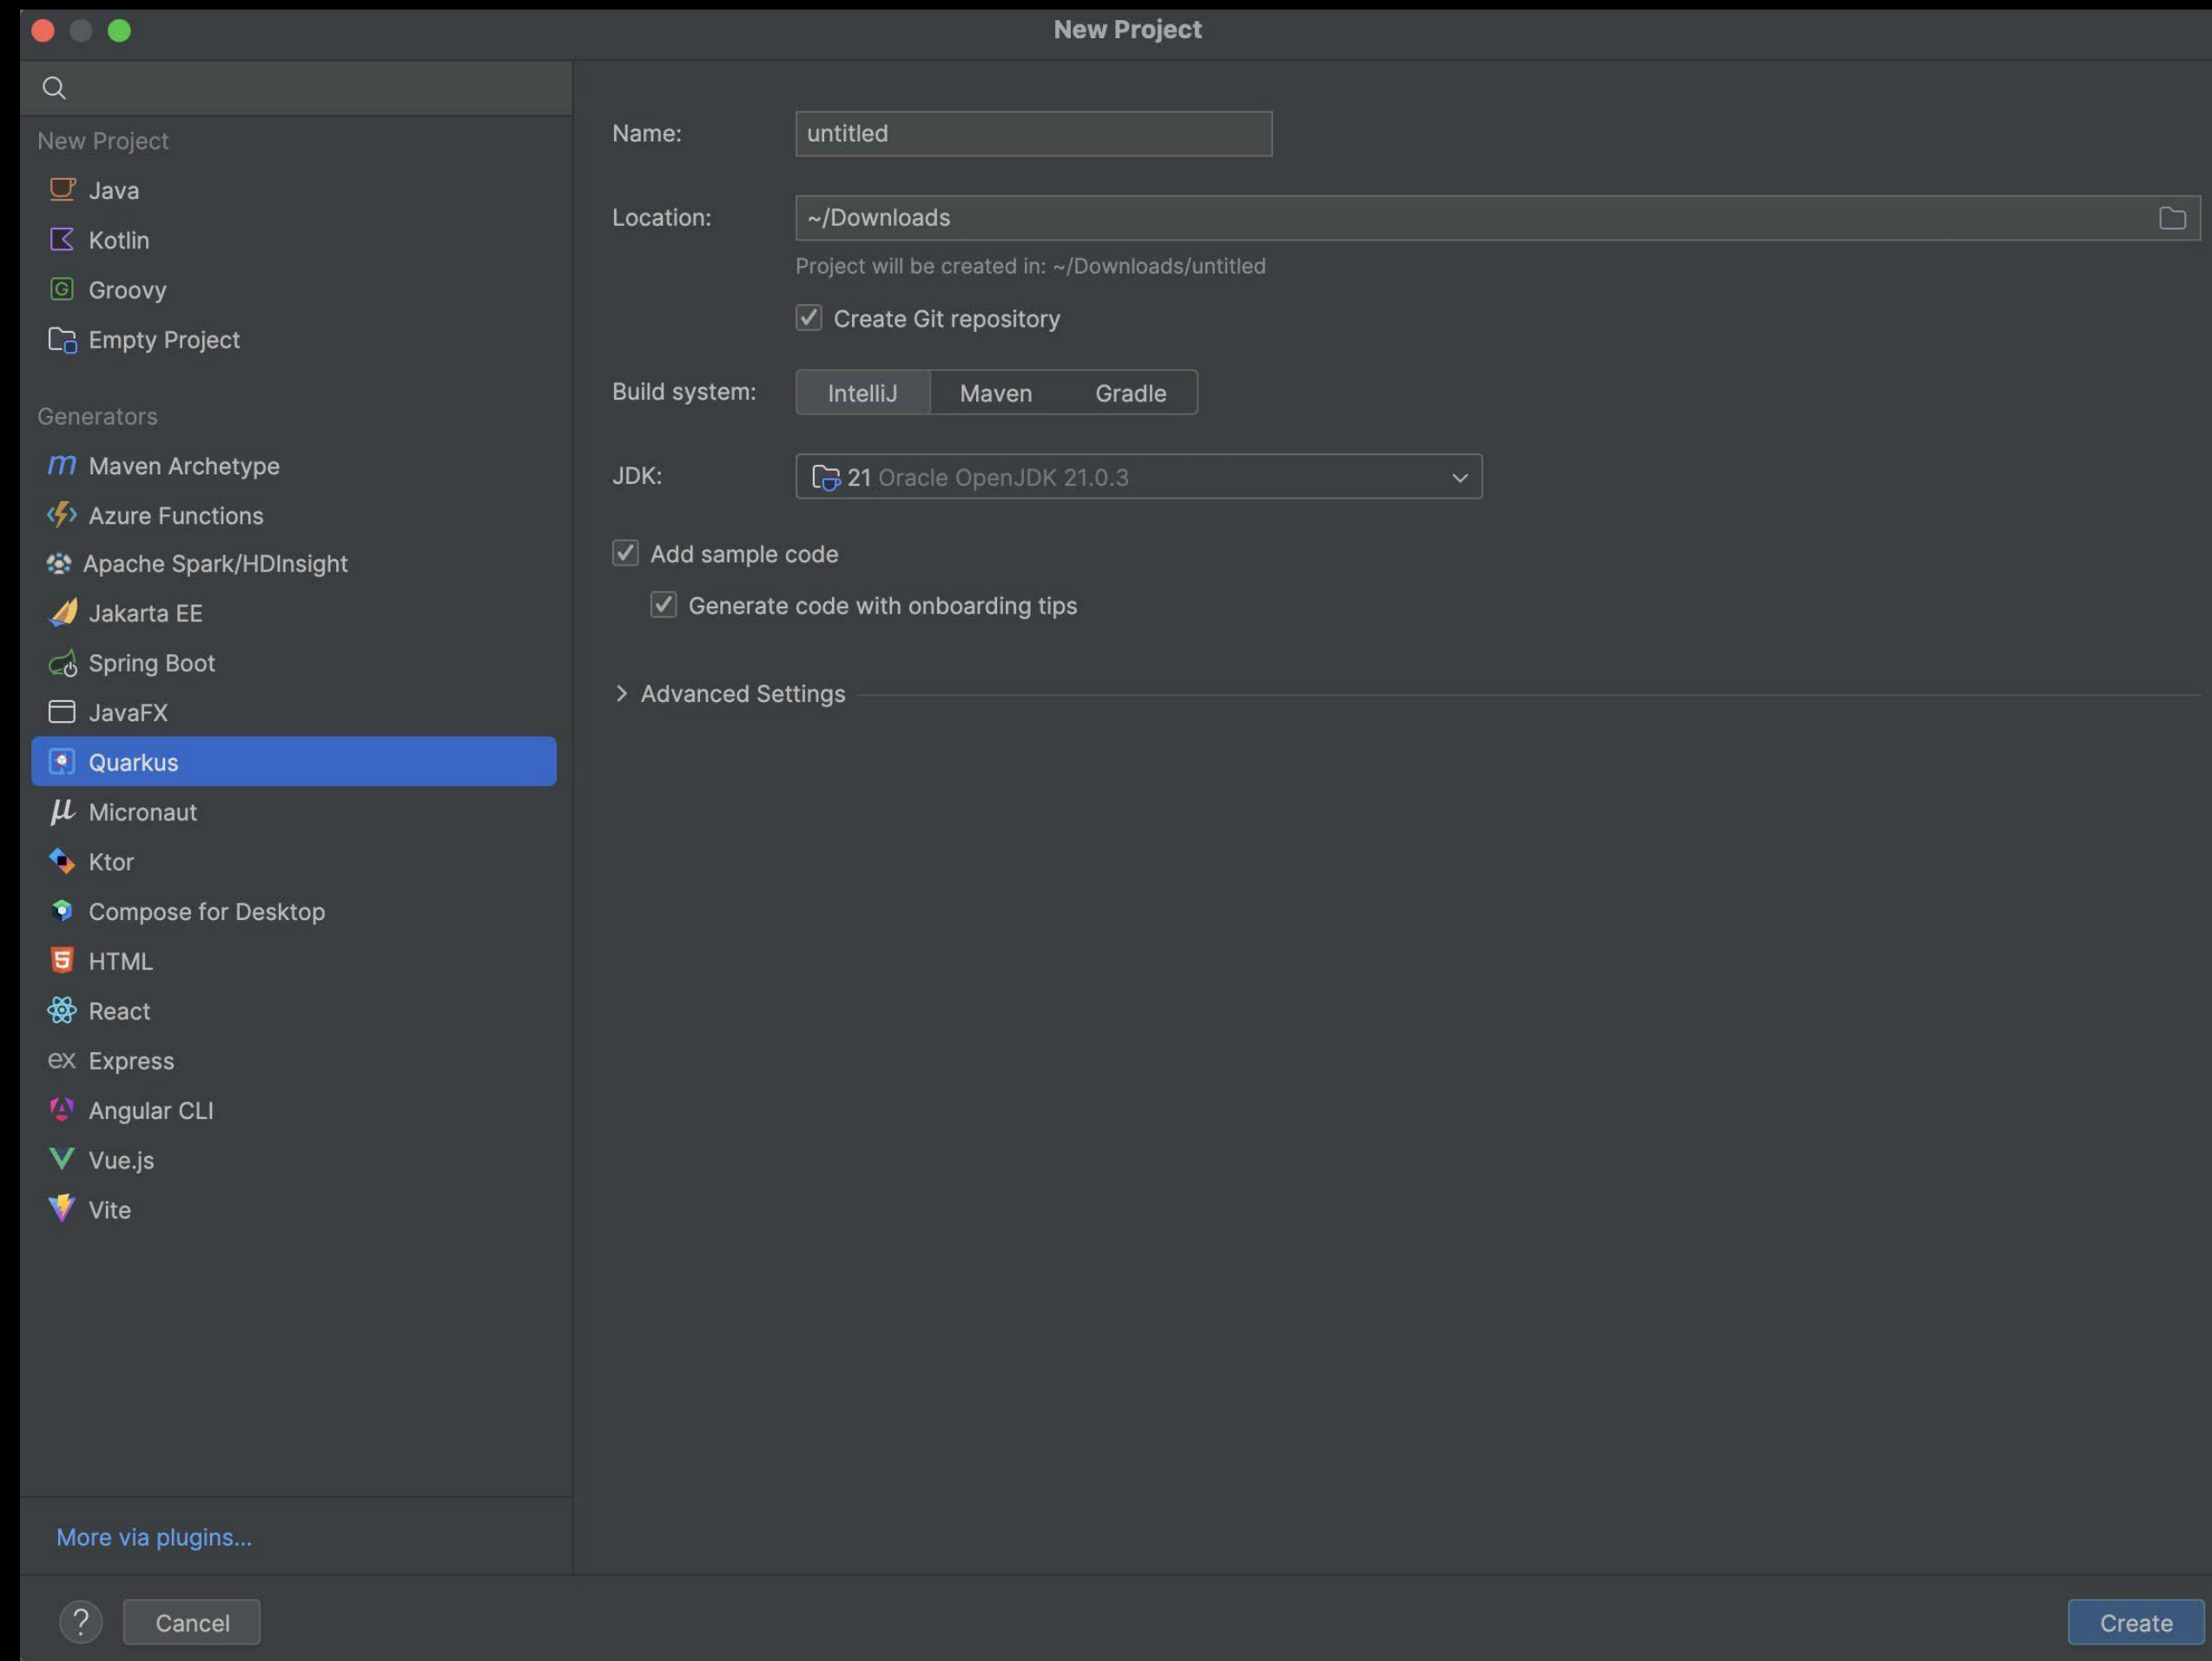 New Project
New Project
Java
Kotlin
Groovy
Empty Project
Generators
Maven Archetype
Azure Functions
Apache Spark/HDInsight
Jakarta EE
Spring Boot
JavaFX
Quarkus
Micronaut
Ktor
Compose for Desktop
HTML
React
ex Express
Angular CLI
Vue.js
Vite
More via plugins...
Name: untitled
Location: ~/Downloads
Project will be created in: ~/Downloads/untitled
Create Git repository
Build system: IntelliJ Maven Gradle
JDK: 21 Oracle OpenJDK 21.0.3
Add sample code
Generate code with onboarding tips
Advanced Settings
? Cancel Create